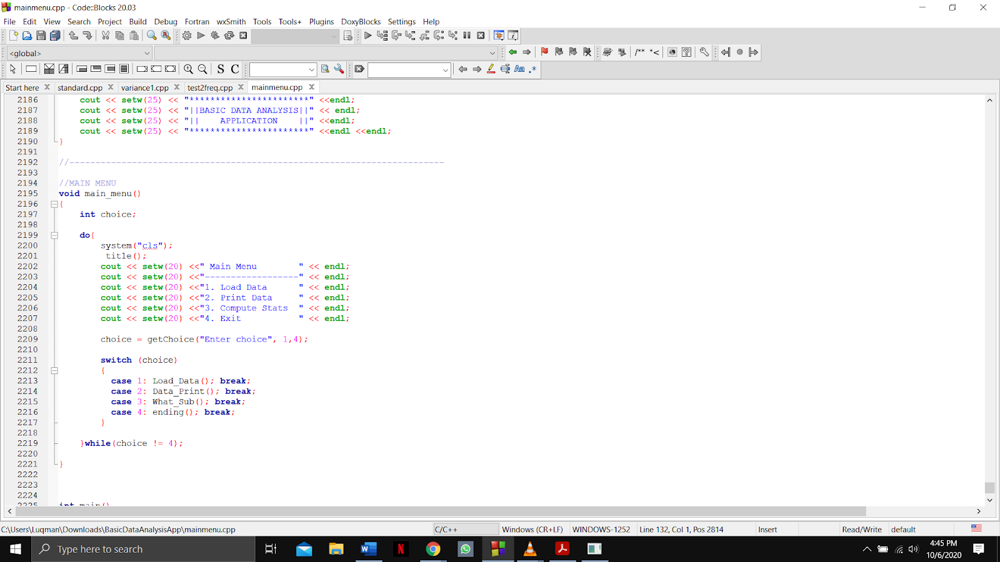 mainmenu.cpp - Code::Blocks 20.03
File Edit View Search Project Build Debug Fortran wxSmith Tools Tools+ Plugins DoxyBlocks Settings Help
<global>
S C
Start here standard.cpp variance1.cpp test2freq.cpp mainmenu.cpp
2186 cout << setw(25) << "***********************" <<endl;
2187 cout << setw(25) << "||BASIC DATA ANALYSIS||" << endl;
2188 cout << setw(25) << "||    APPLICATION    ||" <<endl;
2189 cout << setw(25) << "***********************" <<endl <<endl;
2190 }
2191
2192 //------------------------------------------------------------------------
2193
2194 //MAIN MENU
2195 void main_menu()
2196 {
2197 int choice;
2198
2199 do{
2200 system("cls");
2201 title();
2202 cout << setw(20) <<" Main Menu        " << endl;
2203 cout << setw(20) <<"------------------" << endl;
2204 cout << setw(20) <<"1. Load Data      " << endl;
2205 cout << setw(20) <<"2. Print Data     " << endl;
2206 cout << setw(20) <<"3. Compute Stats  " << endl;
2207 cout << setw(20) <<"4. Exit           " << endl;
2208
2209 choice = getChoice("Enter choice", 1,4);
2210
2211 switch (choice)
2212 {
2213 case 1: Load_Data(); break;
2214 case 2: Data_Print(); break;
2215 case 3: What_Sub(); break;
2216 case 4: ending(); break;
2217 }
2218
2219 }while(choice != 4);
2220
2221 }
2222
2223
2224
2225 int main()
C:\Users\Luqman\Downloads\BasicDataAnalysisApp\mainmenu.cpp C/C++ Windows (CR+LF) WINDOWS-1252 Line 132, Col 1, Pos 2814 Insert Read/Write default
Type here to search
4:45 PM
10/6/2020